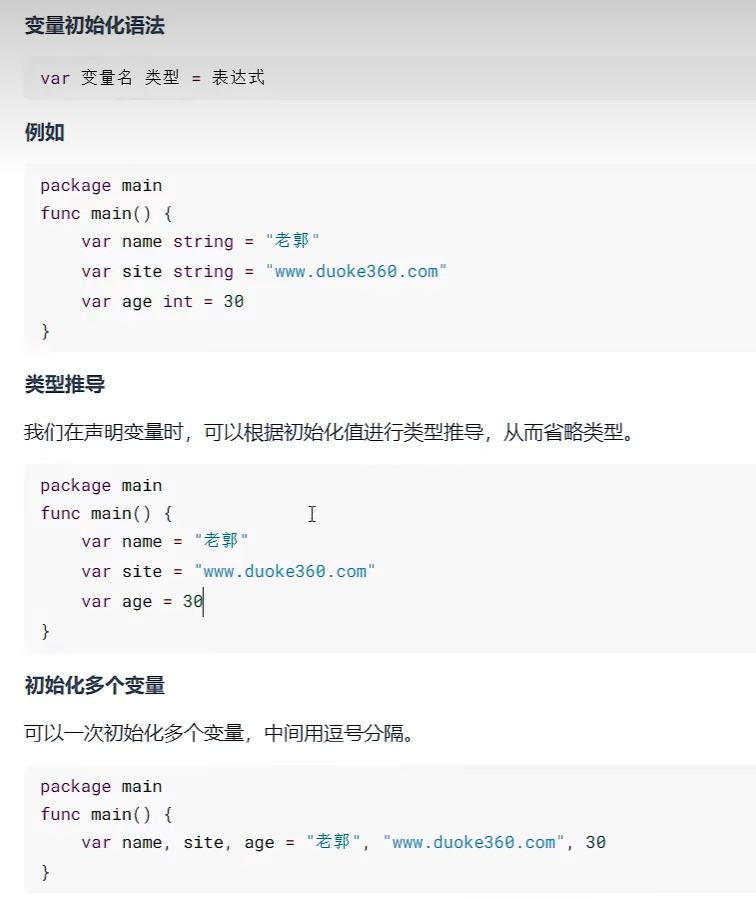 变量初始化语法
var 变量名 类型 = 表达式
例如
package main
func main() {
    var name string = "老郭"
    var site string = "www.duoke360.com"
    var age int = 30
}
类型推导
我们在声明变量时，可以根据初始化值进行类型推导，从而省略类型。
package main
func main() {
    var name = "老郭"
    var site = "www.duoke360.com"
    var age = 30
}
初始化多个变量
可以一次初始化多个变量，中间用逗号分隔。
package main
func main() {
    var name, site, age = "老郭", "www.duoke360.com", 30
}